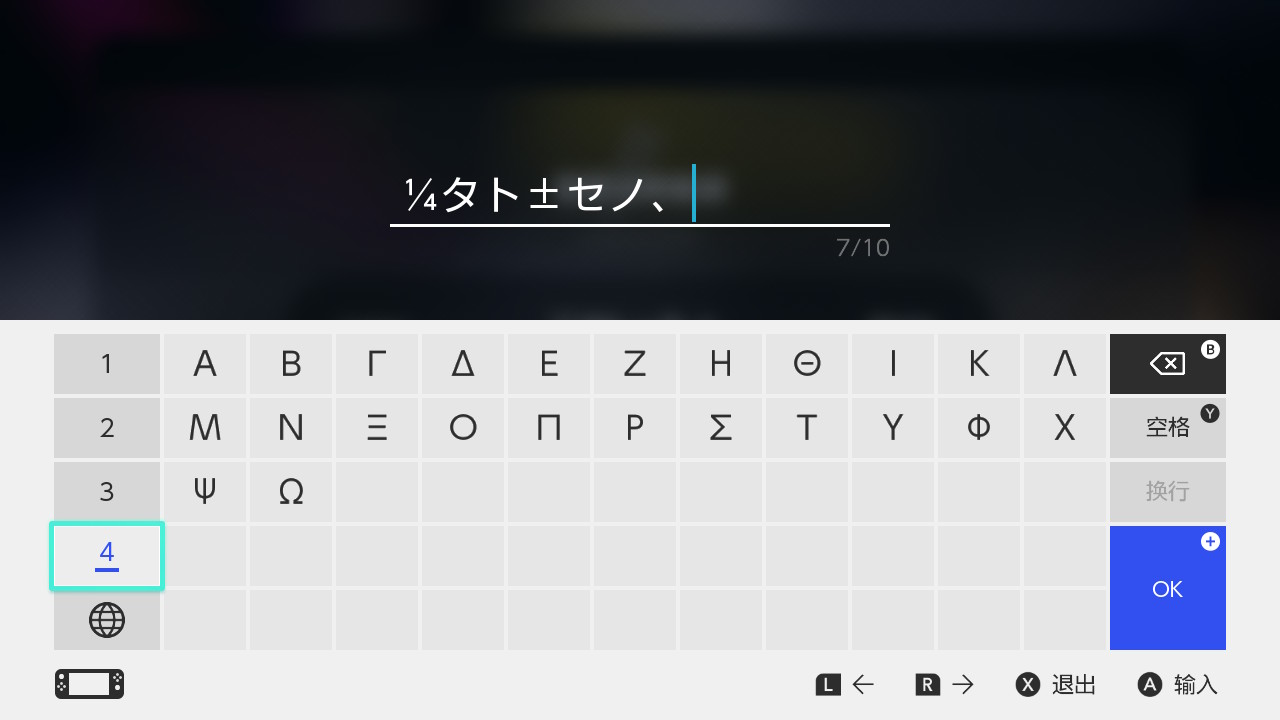 ¼タト±セノ、
7/10
1 Α Β Γ Δ Ε Ζ Η Θ Ι Κ Λ B
2 Μ Ν Ξ Ο Π Ρ Σ Τ Υ Φ Χ 空格 Y
3 Ψ Ω 换行
4 +
OK
L ← R → X 退出 A 输入